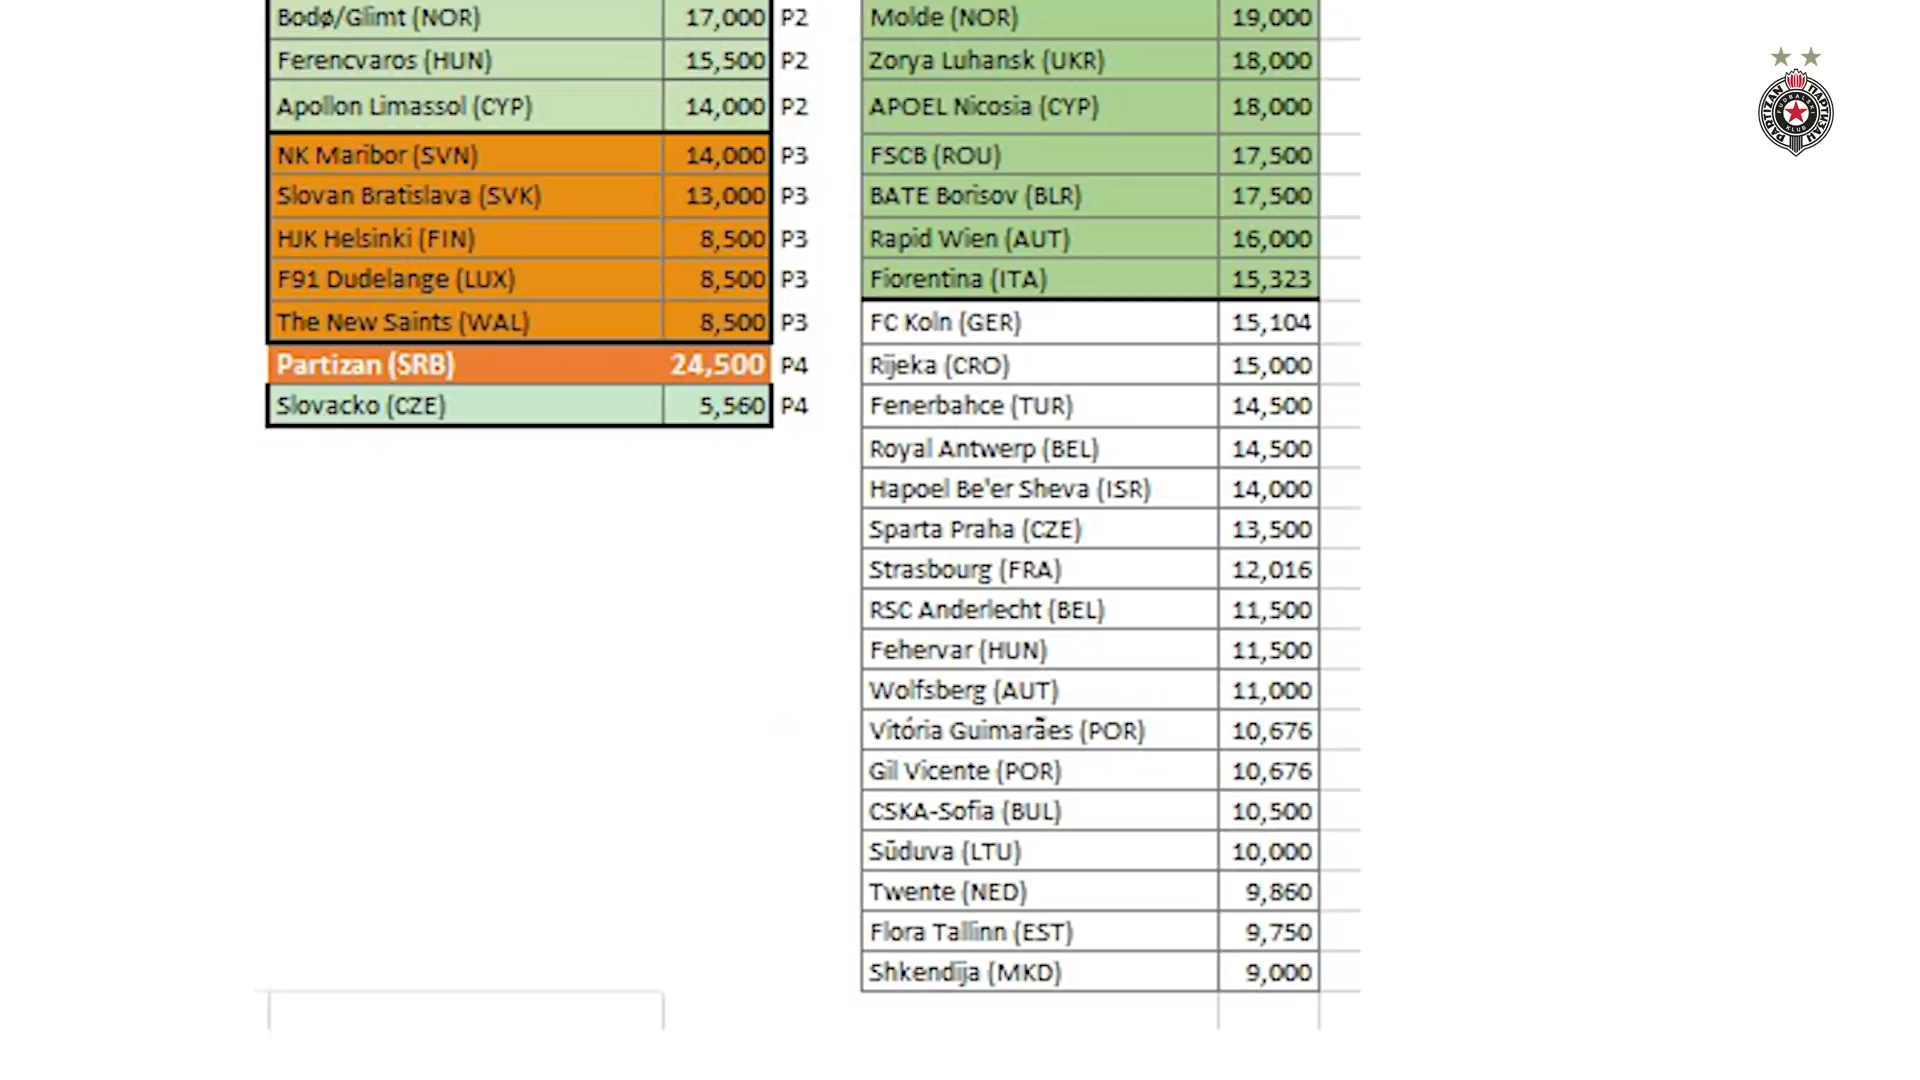 Bodø/Glimt (NOR) 17,000 P2
Ferencvaros (HUN) 15,500 P2
Apollon Limassol (CYP) 14,000 P2
NK Maribor (SVN) 14,000 P3
Slovan Bratislava (SVK) 13,000 P3
HJK Helsinki (FIN) 8,500 P3
F91 Dudelange (LUX) 8,500 P3
The New Saints (WAL) 8,500 P3
Partizan (SRB) 24,500 P4
Slovacko (CZE) 5,560 P4
Molde (NOR) 19,000
Zorya Luhansk (UKR) 18,000
APOEL Nicosia (CYP) 18,000
FSCB (ROU) 17,500
BATE Borisov (BLR) 17,500
Rapid Wien (AUT) 16,000
Fiorentina (ITA) 15,323
FC Koln (GER) 15,104
Rijeka (CRO) 15,000
Fenerbahce (TUR) 14,500
Royal Antwerp (BEL) 14,500
Hapoel Be'er Sheva (ISR) 14,000
Sparta Praha (CZE) 13,500
Strasbourg (FRA) 12,016
RSC Anderlecht (BEL) 11,500
Fehervar (HUN) 11,500
Wolfsberg (AUT) 11,000
Vitória Guimarães (POR) 10,676
Gil Vicente (POR) 10,676
CSKA-Sofia (BUL) 10,500
Sūduva (LTU) 10,000
Twente (NED) 9,860
Flora Tallinn (EST) 9,750
Shkendija (MKD) 9,000
PARTIZAN ПАРТИЗАН
FUDBALSKI
KLUB